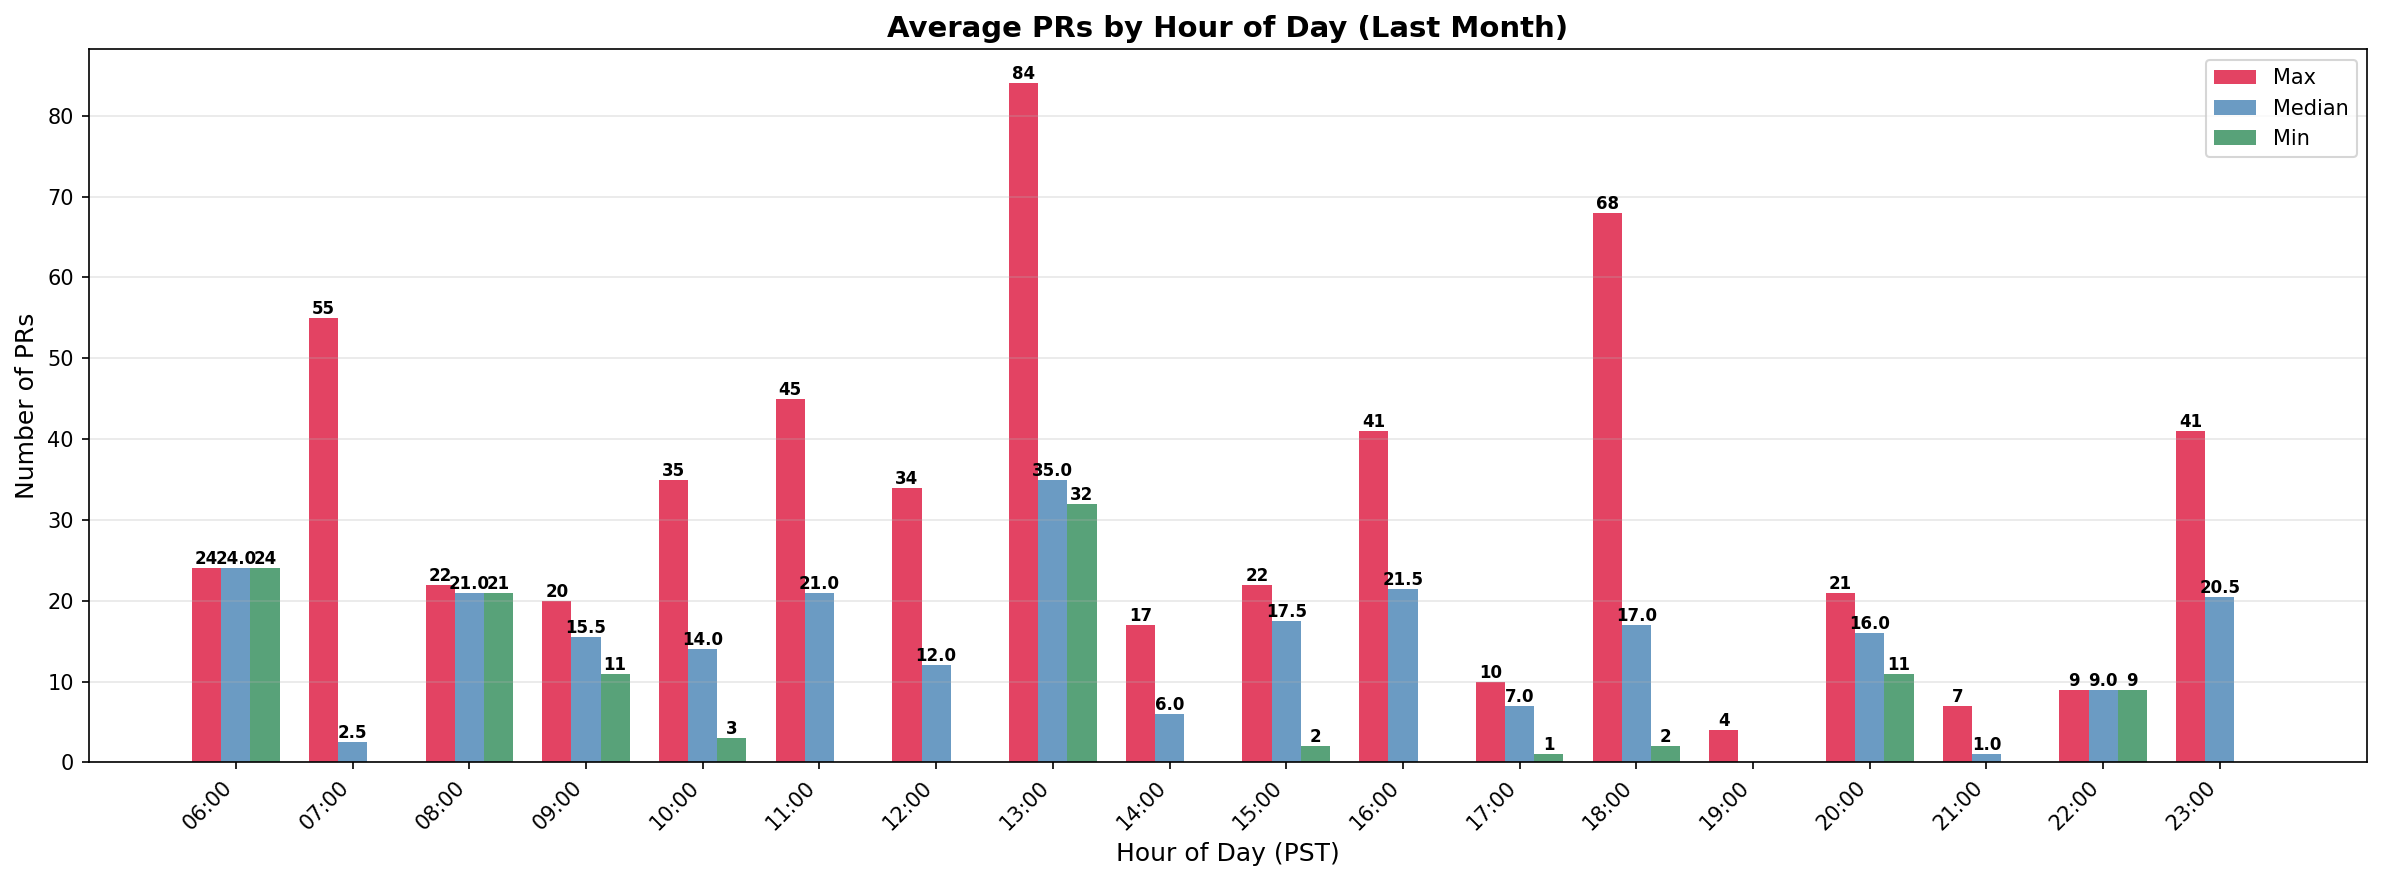 Average PRs by Hour of Day (Last Month)
Max
Median
Min
Number of PRs
80
70
60
50
40
30
20
10
0
24 24.0 24
55 2.5
22 21.0 21
20 15.5 11
35 14.0 3
45 21.0
34 12.0
84 35.0 32
17 6.0
22 17.5 2
41 21.5
10 7.0 1
68 17.0 2
4
21 16.0 11
7 1.0
9 9.0 9
41 20.5
06:00 07:00 08:00 09:00 10:00 11:00 12:00 13:00 14:00 15:00 16:00 17:00 18:00 19:00 20:00 21:00 22:00 23:00
Hour of Day (PST)